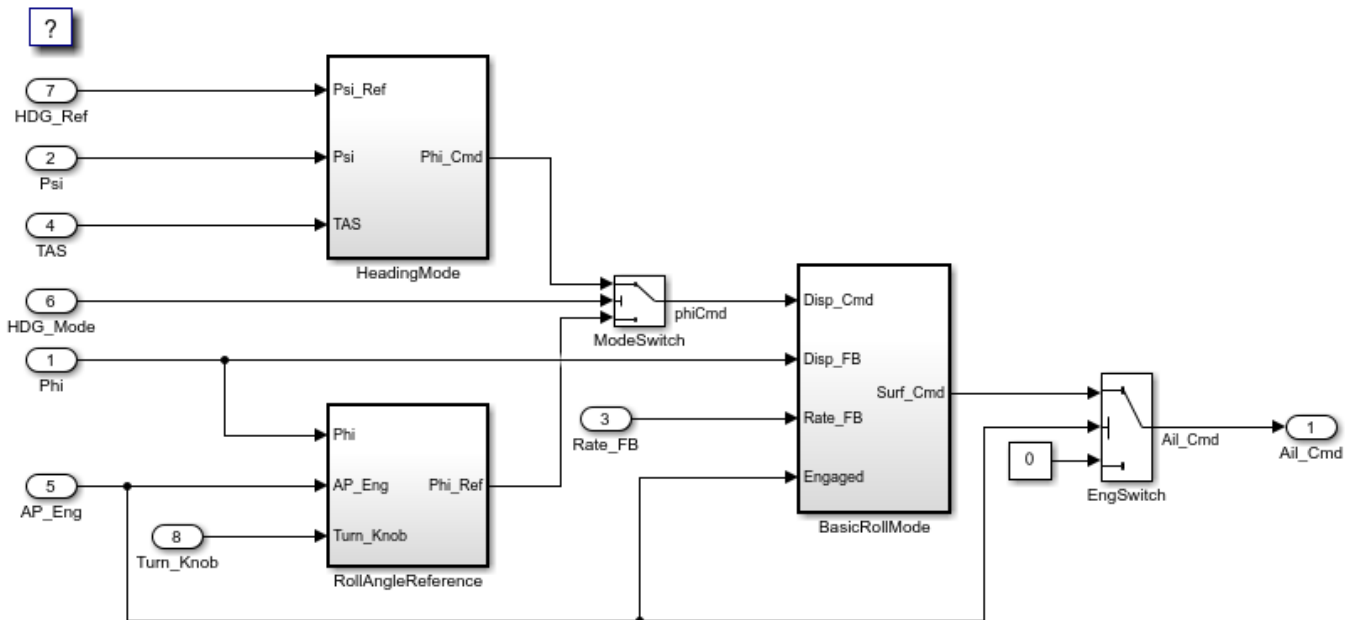 ?
7
HDG_Ref
2
Psi
4
TAS
Psi_Ref
Psi
TAS
Phi_Cmd
HeadingMode
6
HDG_Mode
1
Phi
ModeSwitch
phiCmd
Phi
AP_Eng
Turn_Knob
Phi_Ref
RollAngleReference
5
AP_Eng
8
Turn_Knob
3
Rate_FB
Disp_Cmd
Disp_FB
Rate_FB
Engaged
Surf_Cmd
BasicRollMode
0
EngSwitch
Ail_Cmd
1
Ail_Cmd